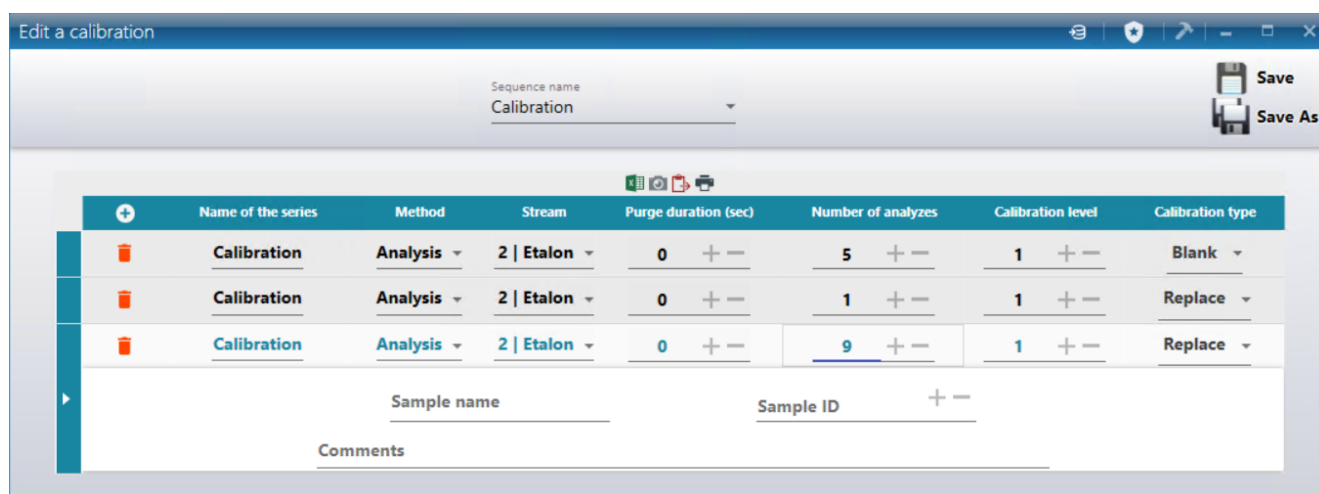 Edit a calibration
Sequence name
Calibration
Save
Save As
Name of the series Method Stream Purge duration (sec) Number of analyzes Calibration level Calibration type
Calibration Analysis 2 | Etalon 0 5 1 Blank
Calibration Analysis 2 | Etalon 0 1 1 Replace
Calibration Analysis 2 | Etalon 0 9 1 Replace
Sample name Sample ID
Comments